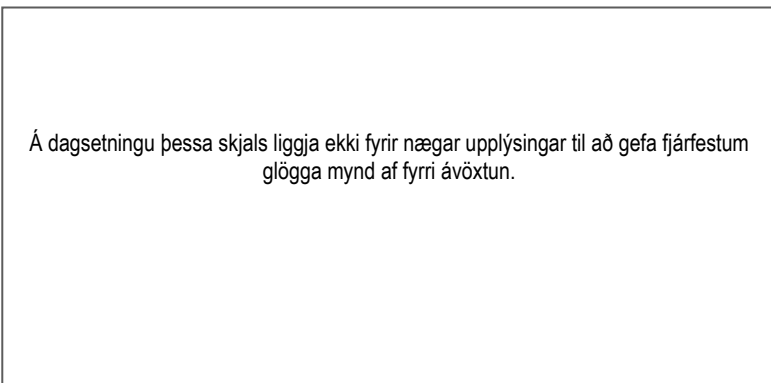 Á dagsetningu þessa skjals liggja ekki fyrir nægar upplýsingar til að gefa fjárfestum
glögga mynd af fyrri ávöxtun.